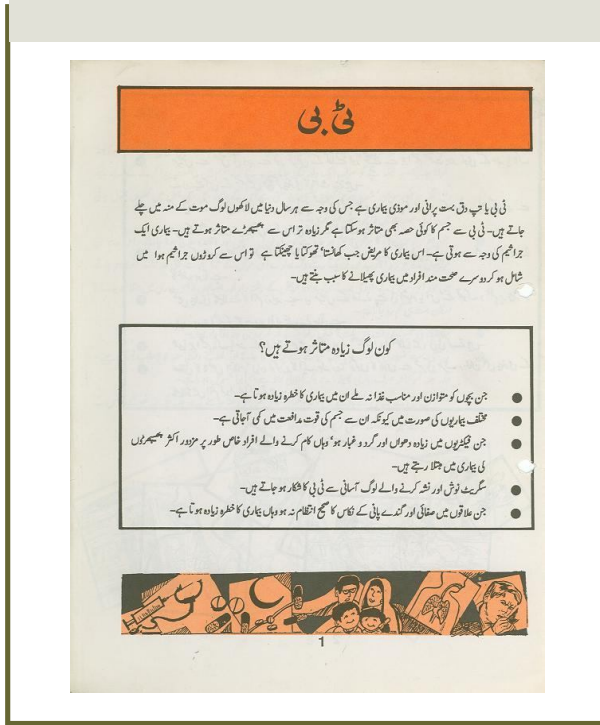 ٹی بی
ٹی بی یا تپ دق بہت پرانی اور موذی بیماری ہے جس کی وجہ سے ہر سال دنیا میں لاکھوں لوگ موت کے منہ میں چلے
جاتے ہیں۔ ٹی بی سے جسم کا کوئی حصہ بھی متاثر ہوسکتا ہے مگر زیادہ تر اس سے پھیپھڑے متاثر ہوتے ہیں۔ بیماری ایک
جراثیم کی وجہ سے ہوتی ہے۔ اس بیماری کا مریض جب کھانستا' تھوکتا یا چھینکتا ہے تو اس سے کروڑوں جراثیم ہوا میں
شامل ہو کر دوسرے صحت مند افراد میں بیماری پھیلانے کا سبب بنتے ہیں۔
کون لوگ زیادہ متاثر ہوتے ہیں؟
● جن بچوں کو متوازن اور مناسب غذا نہ ملے ان میں بیماری کا خطرہ زیادہ ہوتا ہے۔
● مختلف بیماریوں کی صورت میں کیونکہ ان سے جسم کی قوت مدافعت میں کمی آجاتی ہے۔
● جن فیکٹریوں میں زیادہ دھواں اور گرد و غبار ہو' وہاں کام کرنے والے افراد خاص طور پر مزدور اکثر پھیپھڑوں
کی بیماری میں مبتلا رہتے ہیں۔
● سگریٹ نوش اور نشہ کرنے والے لوگ آسانی سے ٹی بی کا شکار ہو جاتے ہیں۔
● جن علاقوں میں صفائی اور گندے پانی کے نکاس کا صحیح انتظام نہ ہو وہاں بیماری کا خطرہ زیادہ ہوتا ہے۔
1